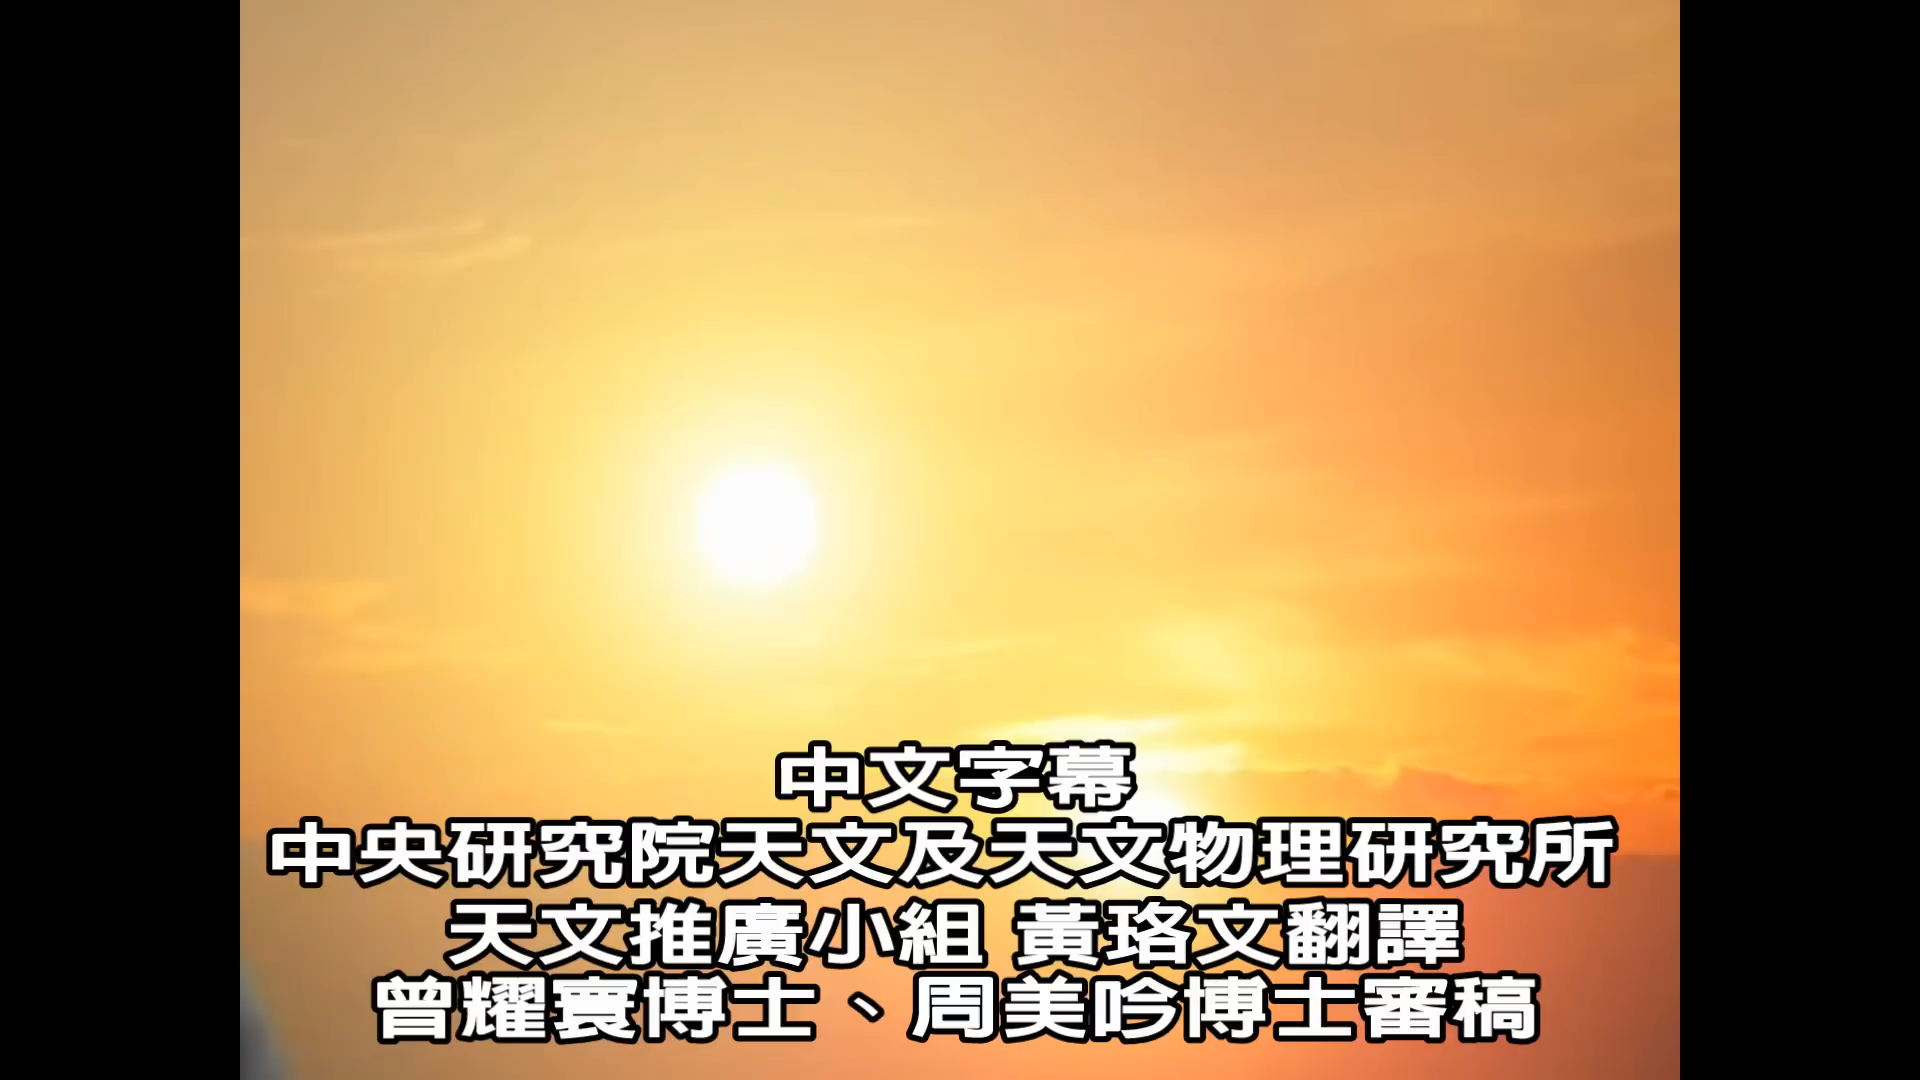 中文字幕
中央研究院天文及天文物理研究所
天文推廣小組 黃珞文翻譯
曾耀寰博士、周美吟博士審稿